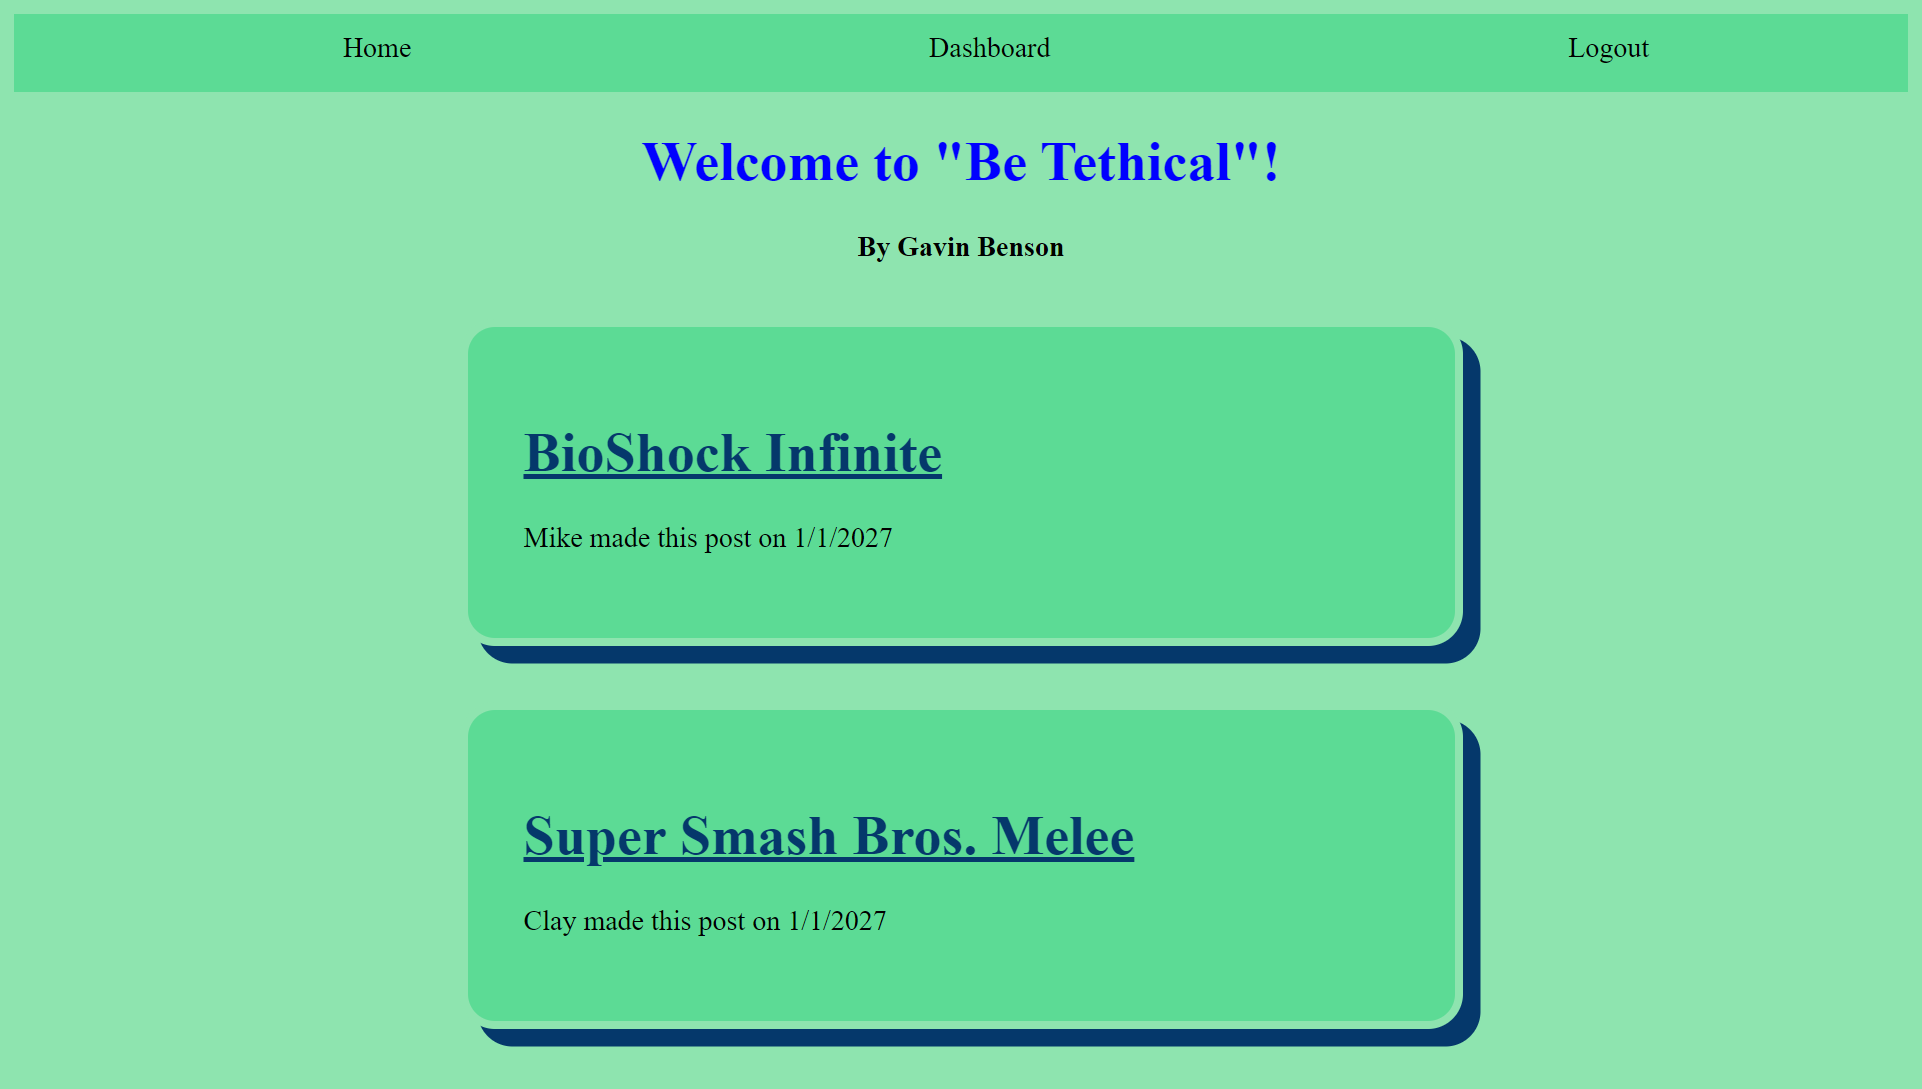 Home Dashboard Logout
Welcome to "Be Tethical"!
By Gavin Benson
BioShock Infinite
Mike made this post on 1/1/2027
Super Smash Bros. Melee
Clay made this post on 1/1/2027